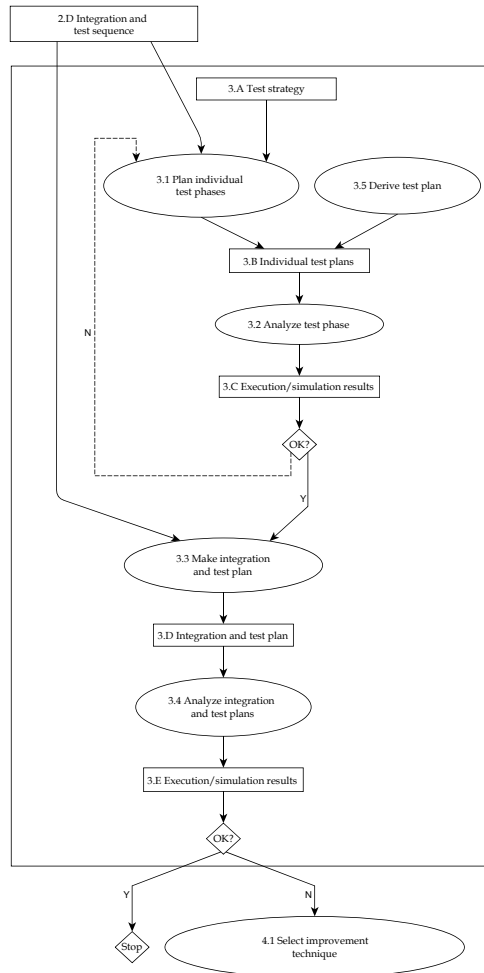 2.D Integration and
test sequence
3.A Test strategy
3.1 Plan individual
test phases
3.5 Derive test plan
3.B Individual test plans
N
3.2 Analyze test phase
3.C Execution/simulation results
OK?
Y
3.3 Make integration
and test plan
3.D Integration and test plan
3.4 Analyze integration
and test plans
3.E Execution/simulation results
OK?
Y
N
Stop
4.1 Select improvement
technique